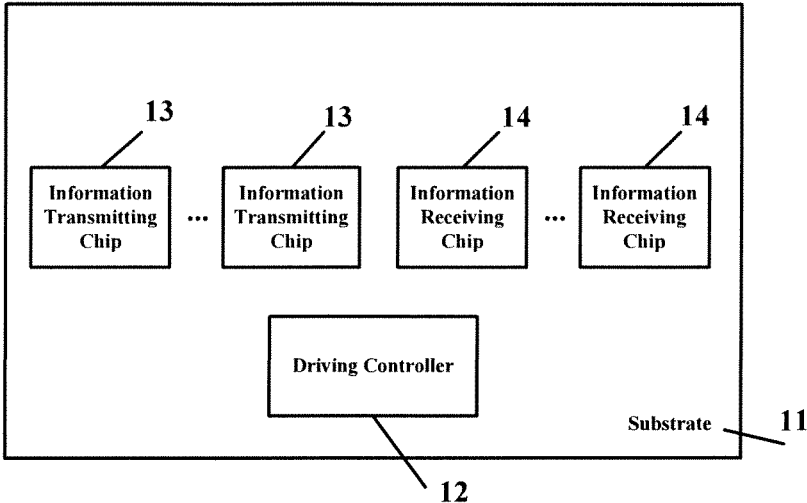 13 13 14 14
Information Transmitting Chip
...
Information Transmitting Chip
Information Receiving Chip
...
Information Receiving Chip
Driving Controller
Substrate 11
12